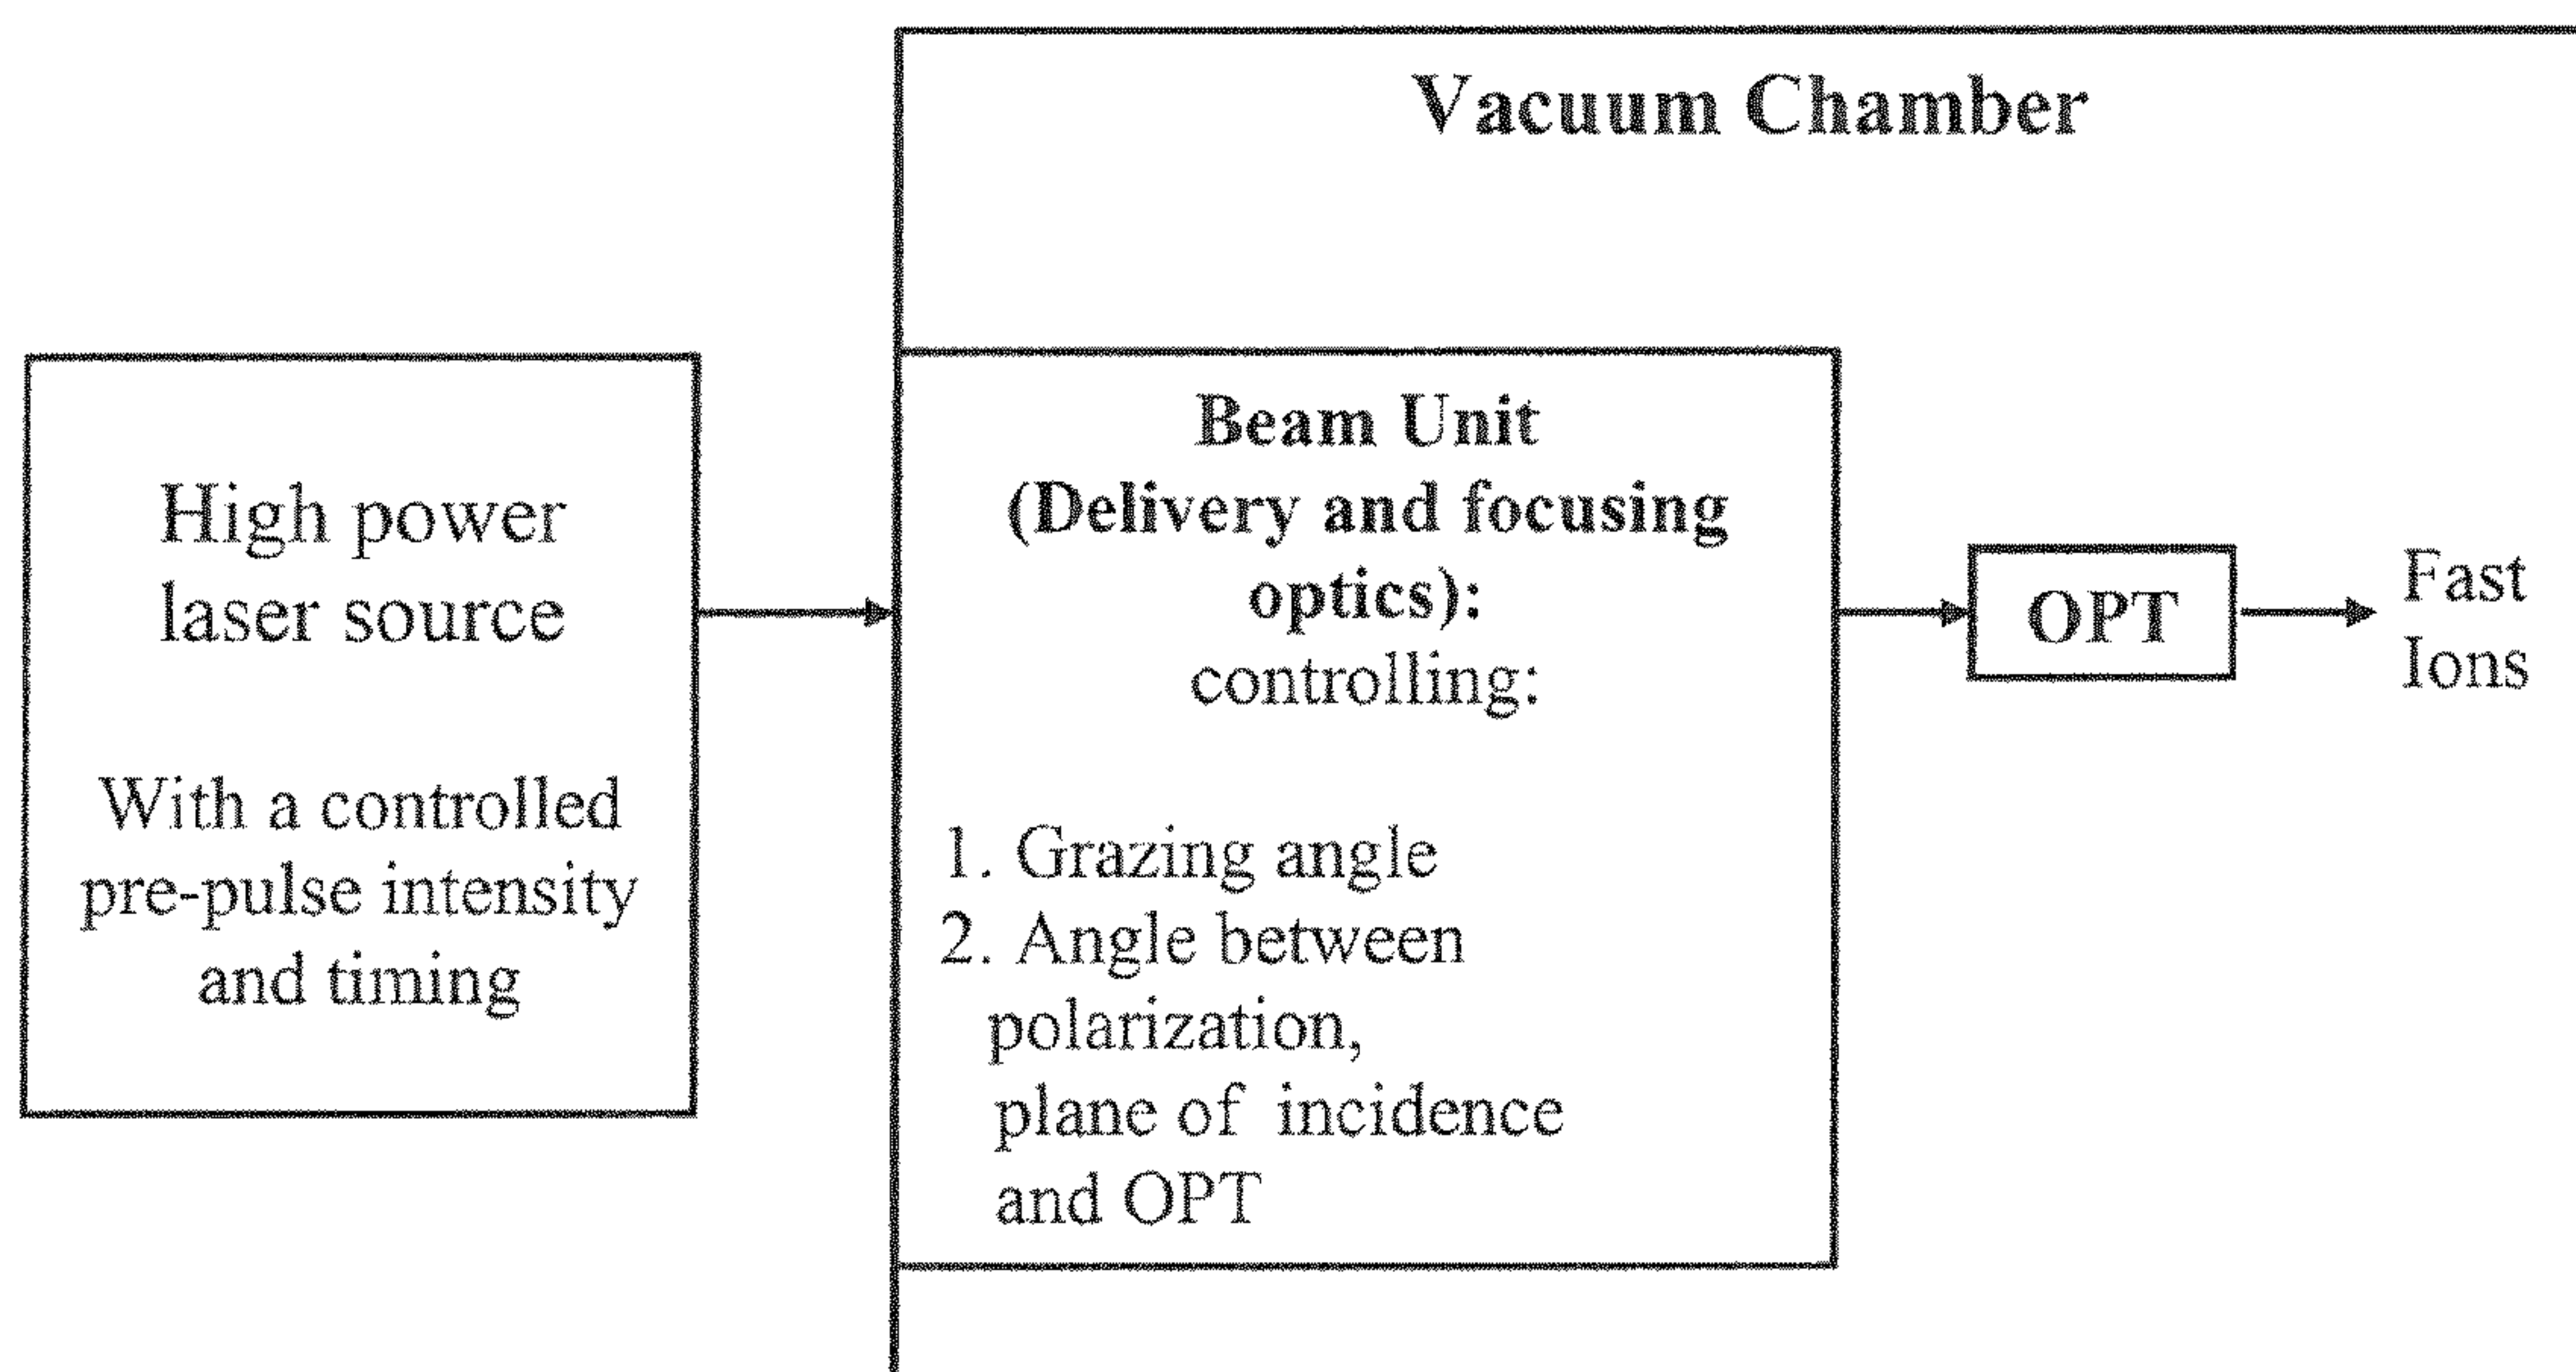 Vacuum Chamber
High power
laser source
With a controlled
pre-pulse intensity
and timing
Beam Unit
(Delivery and focusing
optics):
controlling:
1. Grazing angle
2. Angle between
polarization,
plane of incidence
and OPT
OPT
Fast
Ions